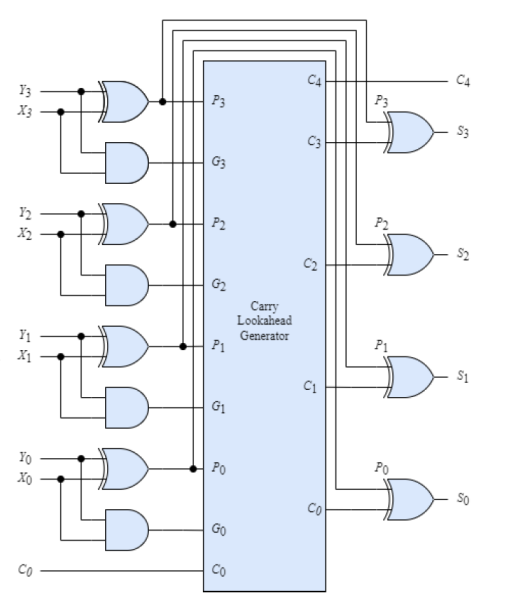 C4
C4
Y3
P3
P3
X3
S3
C3
G3
Y2
P2
P2
X2
S2
C2
G2
Carry
Lookahead
Generator
Y1
P1
P1
X1
S1
C1
G1
Y0
P0
P0
X0
S0
C0
G0
C0
C0